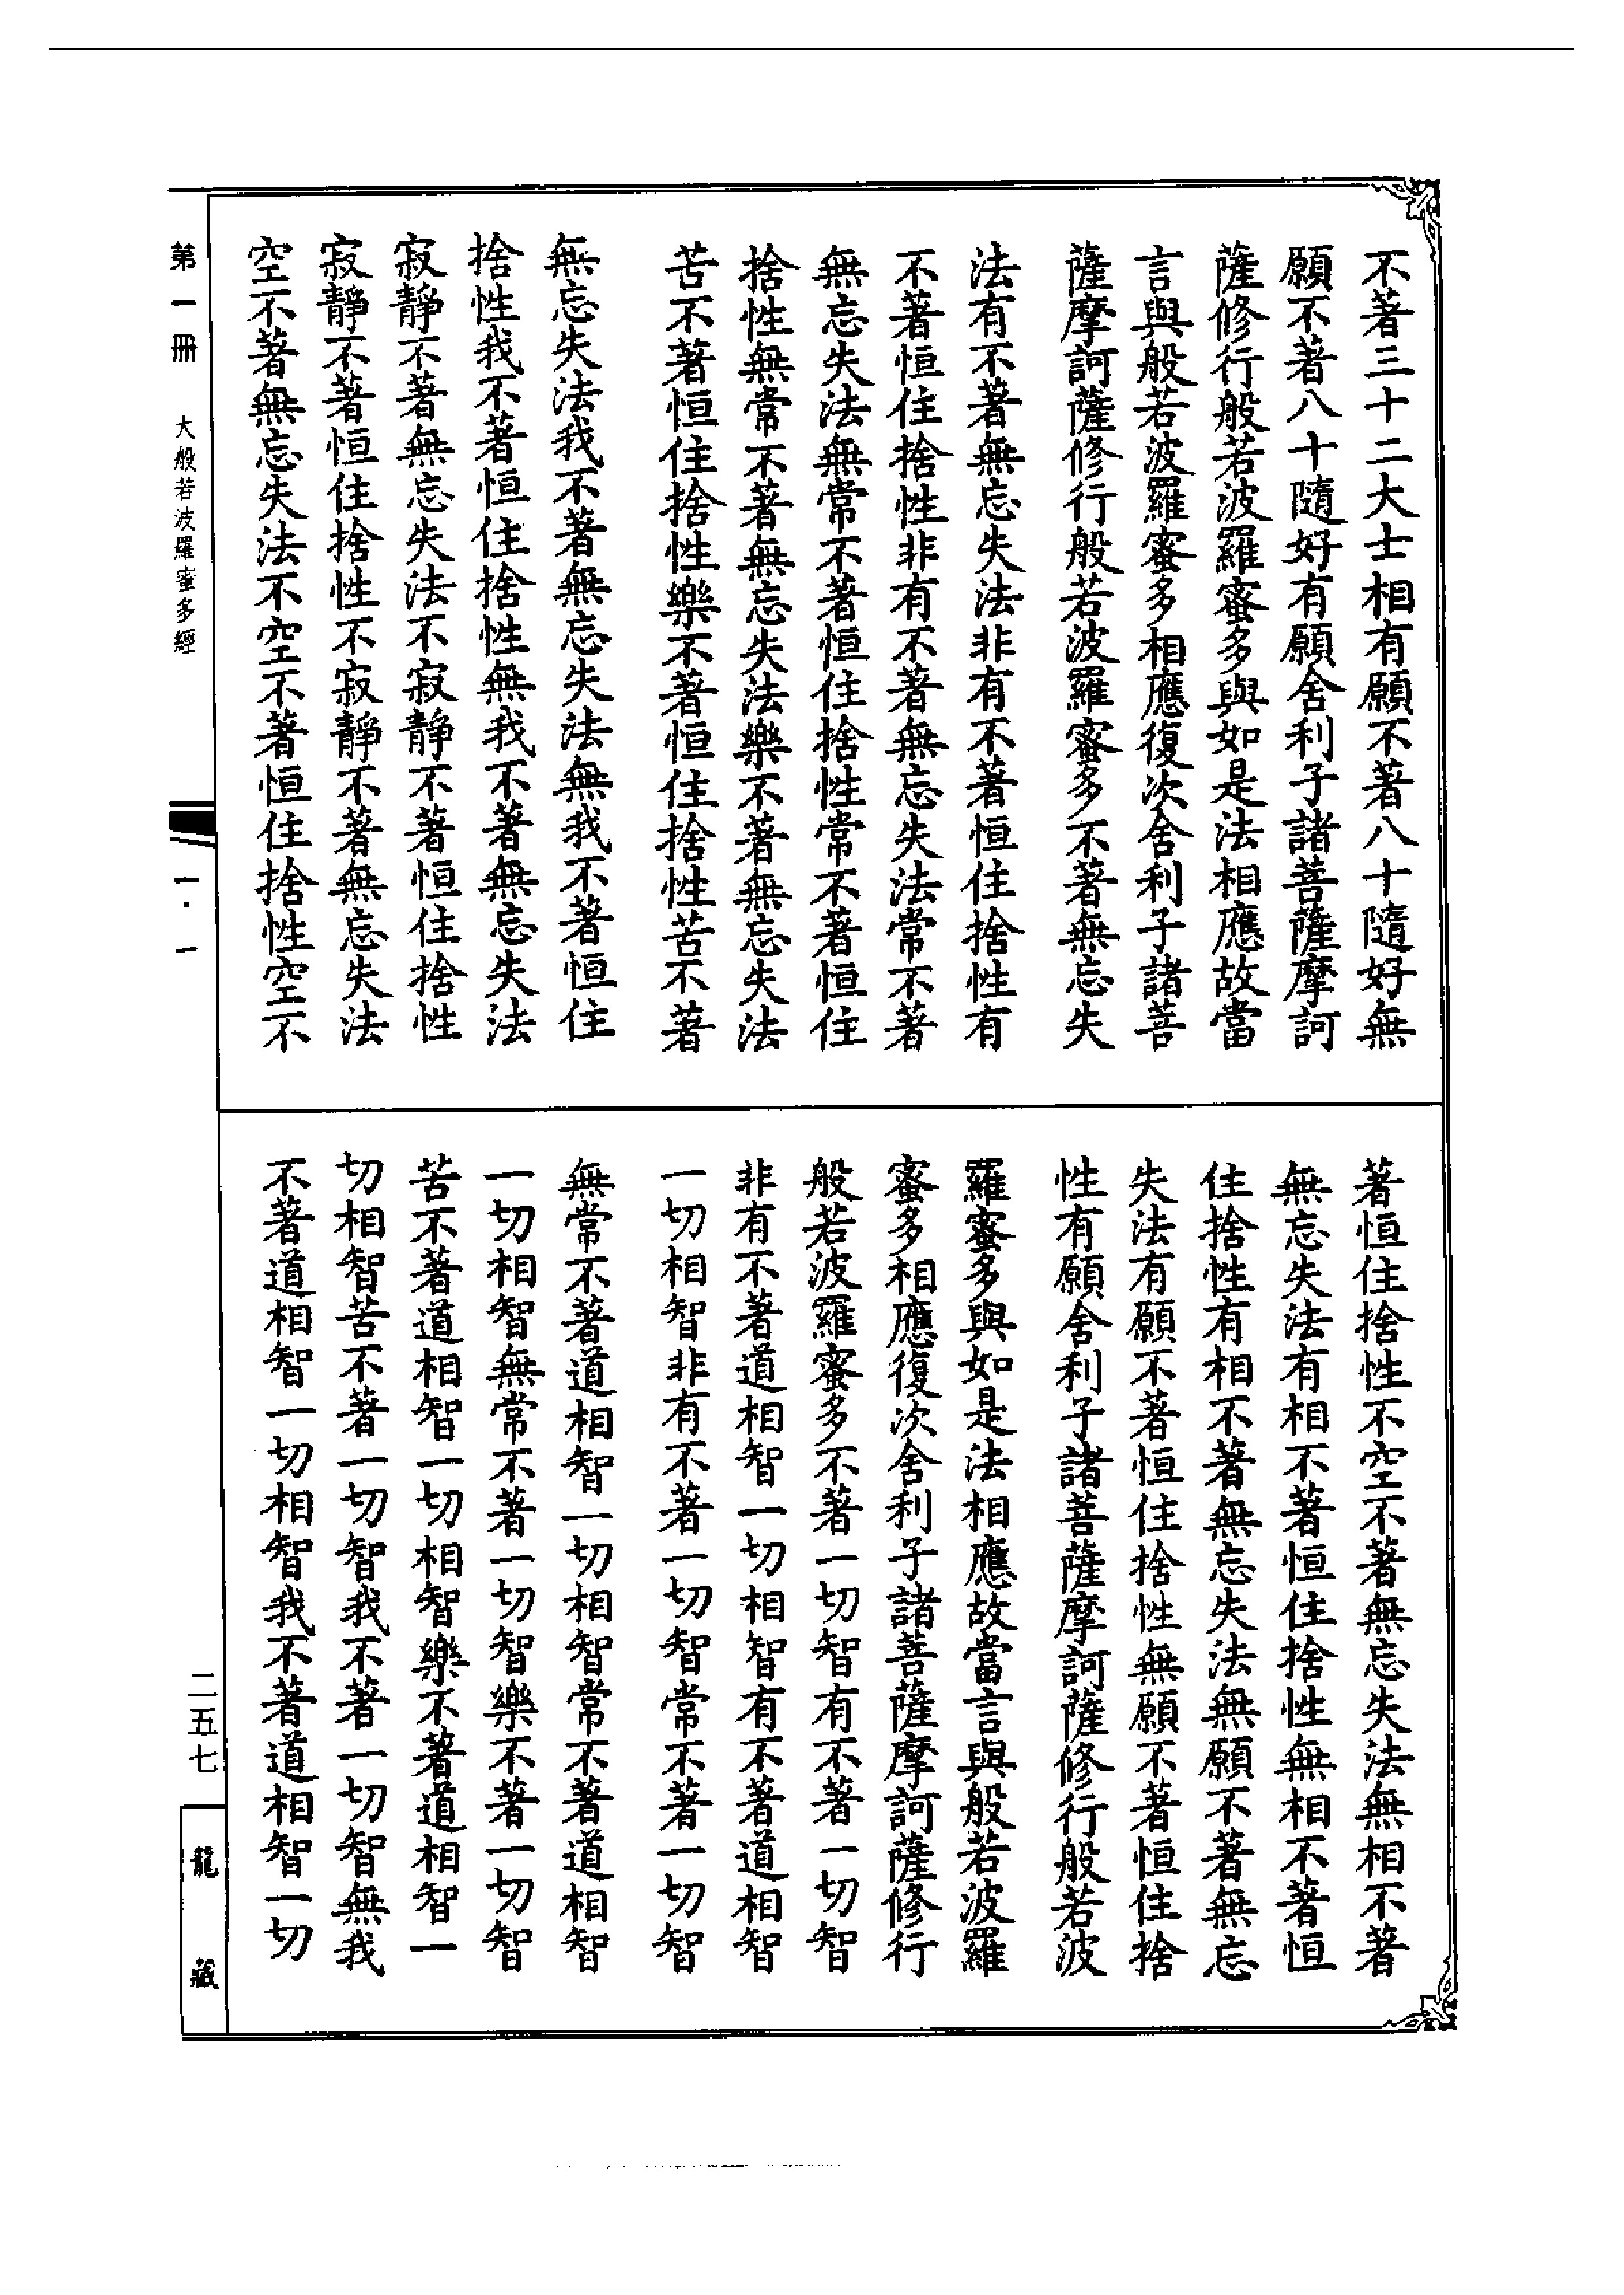 不著三十二大士相有願不著八十隨好無
願不著八十隨好有願舍利子諸菩薩摩訶
薩修行般若波羅蜜多與如是法相應故當
言與般若波羅蜜多相應復次舍利子諸菩
薩摩訶薩修行般若波羅蜜多不著無忘失
法有不著無忘失法非有不著恒住捨性有
不著恒住捨性非有不著無忘失法常不著
無忘失法無常不著恒住捨性常不著恒住
捨性無常不著無忘失法樂不著無忘失法
苦不著恒住捨性樂不著恒住捨性苦不著
無忘失法我不著無忘失法無我不著恒住
捨性我不著恒住捨性無我不著無忘失法
寂靜不著無忘失法不寂靜不著恒住捨性
寂靜不著恒住捨性不寂靜不著無忘失法
空不著無忘失法不空不著恒住捨性空不
著恒住捨性不空不著無忘失法無相不著
無忘失法有相不著恒住捨性無相不著恒
住捨性有相不著無忘失法無願不著無忘
失法有願不著恒住捨性無願不著恒住捨
性有願舍利子諸菩薩摩訶薩修行般若波
羅蜜多與如是法相應故當言與般若波羅
蜜多相應復次舍利子諸菩薩摩訶薩修行
般若波羅蜜多不著一切智有不著一切智
非有不著道相智一切相智有不著道相智
一切相智非有不著一切智常不著一切智
無常不著道相智一切相智常不著道相智
一切相智無常不著一切智樂不著一切智
苦不著道相智一切相智樂不著道相智一
切相智苦不著一切智我不著一切智無我
不著道相智一切相智我不著道相智一切
第一冊 大般若波羅蜜多經
一·一
二五七
龍藏